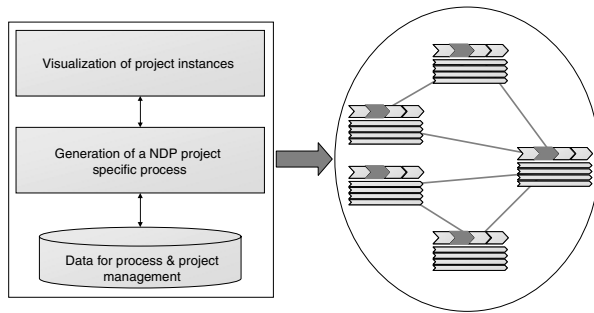 Visualization of project instances
Generation of a NDP project
specific process
Data for process & project
management